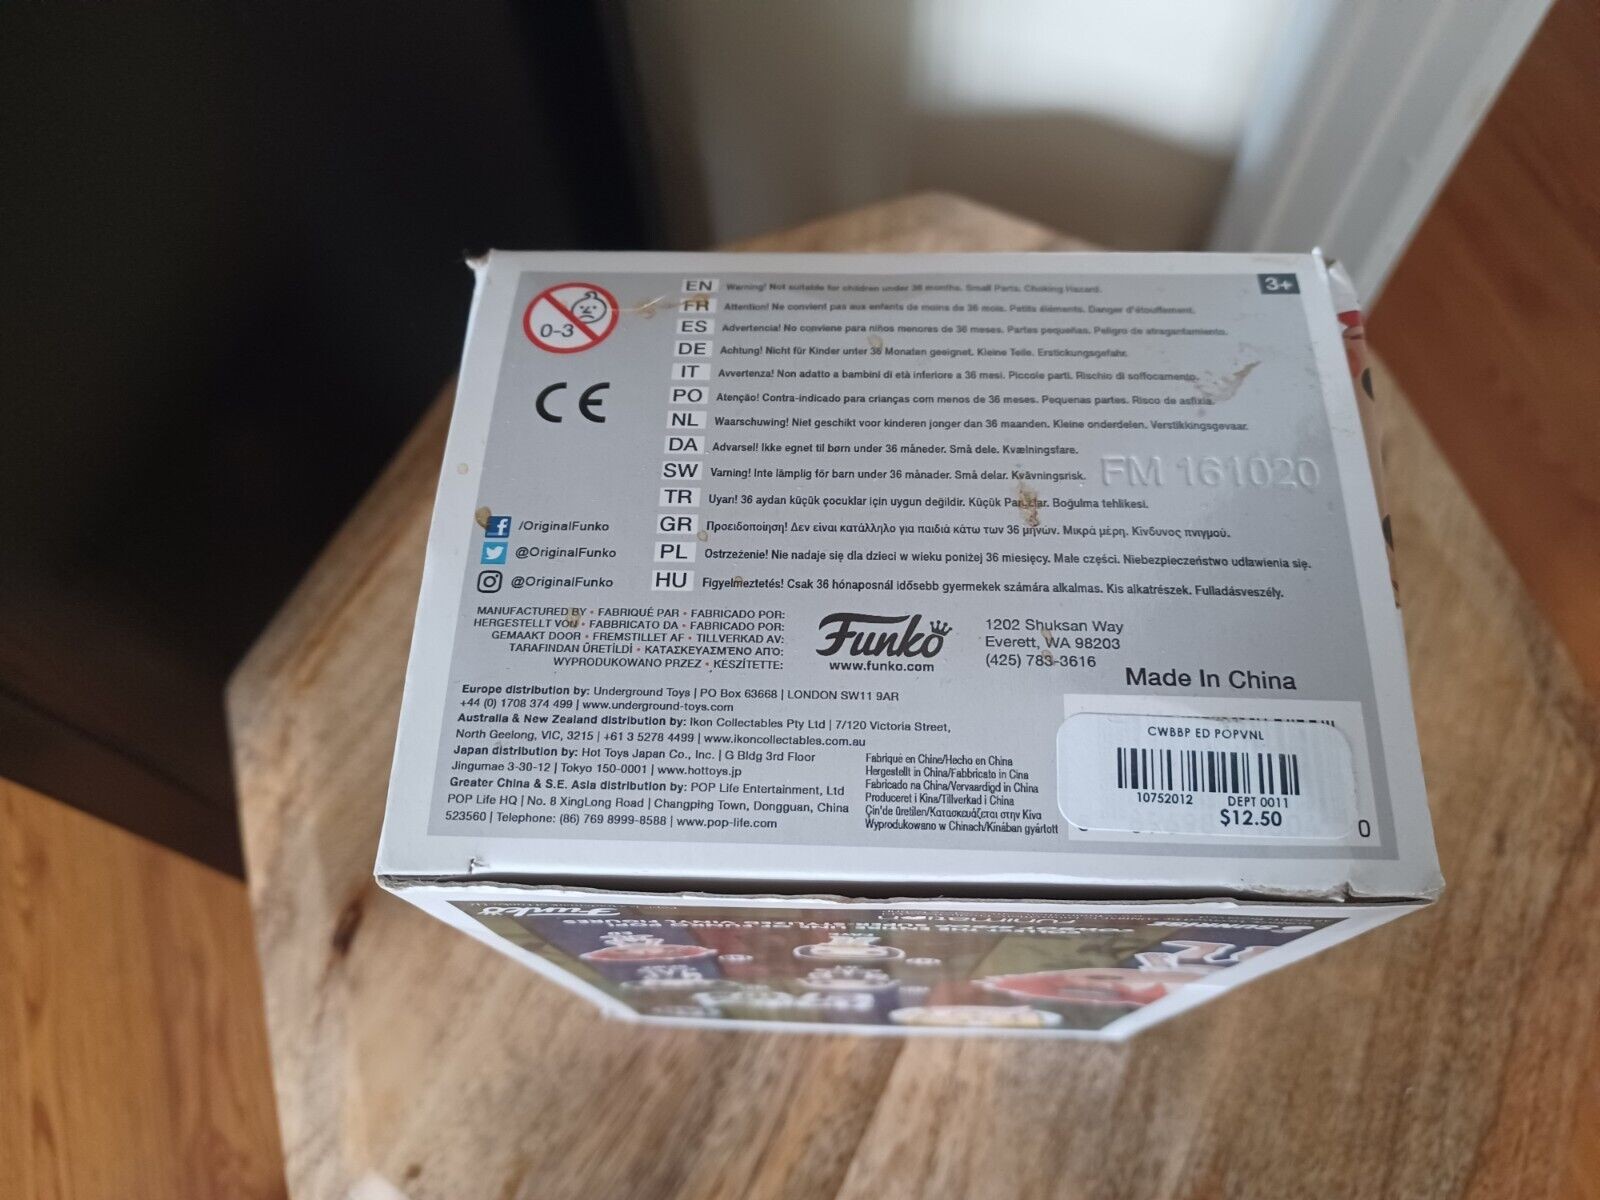 0-3
CE
EN Warning! Not suitable for children under 36 months. Small Parts. Choking Hazard.
3+
FR Attention! Ne convient pas aux enfants de moins de 36 mois. Petits éléments. Danger d'étouffement.
ES Advertencia! No conviene para niños menores de 36 meses. Partes pequeñas. Peligro de atragantamiento.
DE Achtung! Nicht für Kinder unter 36 Monaten geeignet. Kleine Teile. Erstickungsgefahr.
IT Avvertenza! Non adatto a bambini di età inferiore a 36 mesi. Piccole parti. Rischio di soffocamento.
PO Atenção! Contra-indicado para crianças com menos de 36 meses. Pequenas partes. Risco de asfixia.
NL Waarschuwing! Niet geschikt voor kinderen jonger dan 36 maanden. Kleine onderdelen. Verstikkingsgevaar.
DA Advarsel! Ikke egnet til børn under 36 måneder. Små dele. Kvælningsfare.
SW Varning! Inte lämplig för barn under 36 månader. Små delar. Kvävningsrisk.
FM 161020
TR Uyarı! 36 aydan küçük çocuklar için uygun değildir. Küçük Parçalar. Boğulma tehlikesi.
GR Προειδοποίηση! Δεν είναι κατάλληλο για παιδιά κάτω των 36 μηνών. Μικρά μέρη. Κίνδυνος πνιγμού.
PL Ostrzeżenie! Nie nadaje się dla dzieci w wieku poniżej 36 miesięcy. Małe części. Niebezpieczeństwo udławienia się.
HU Figyelmeztetés! Csak 36 hónaposnál idősebb gyermekek számára alkalmas. Kis alkatrészek. Fulladásveszély.
/OriginalFunko
@OriginalFunko
@OriginalFunko
MANUFACTURED BY • FABRIQUÉ PAR • FABRICADO POR:
HERGESTELLT VON • FABBRICATO DA • FABRICADO POR:
GEMAAKT DOOR • FREMSTILLET AF • TILLVERKAD AV:
TARAFINDAN ÜRETİLDİ • ΚΑΤΑΣΚΕΥΑΣΜΈΝΟ ΑΠΌ:
WYPRODUKOWANO PRZEZ • KÉSZÍTETTE:
Funko
www.funko.com
1202 Shuksan Way
Everett, WA 98203
(425) 783-3616
Made In China
Europe distribution by: Underground Toys | PO Box 63668 | LONDON SW11 9AR
+44 (0) 1708 374 499 | www.underground-toys.com
Australia & New Zealand distribution by: Ikon Collectables Pty Ltd | 7/120 Victoria Street,
North Geelong, VIC, 3215 | +61 3 5278 4499 | www.ikoncollectables.com.au
Japan distribution by: Hot Toys Japan Co., Inc. | G Bldg 3rd Floor
Jingumae 3-30-12 | Tokyo 150-0001 | www.hottoys.jp
Greater China & S.E. Asia distribution by: POP Life Entertainment, Ltd
POP Life HQ | No. 8 XingLong Road | Changping Town, Dongguan, China
523560 | Telephone: (86) 769 8999-8588 | www.pop-life.com
Fabriqué en Chine/Hecho en China
Hergestellt in China/Fabbricato in Cina
Fabricado na China/Vervaardigd in China
Produceret i Kina/Tillverkad i China
Çin'de üretilen/Κατασκευάζεται στην Κίνα
Wyprodukowano w Chinach/Kínában gyártott
CWBBP ED POPVNL
10752012 DEPT 0011
$12.50
0
Funko